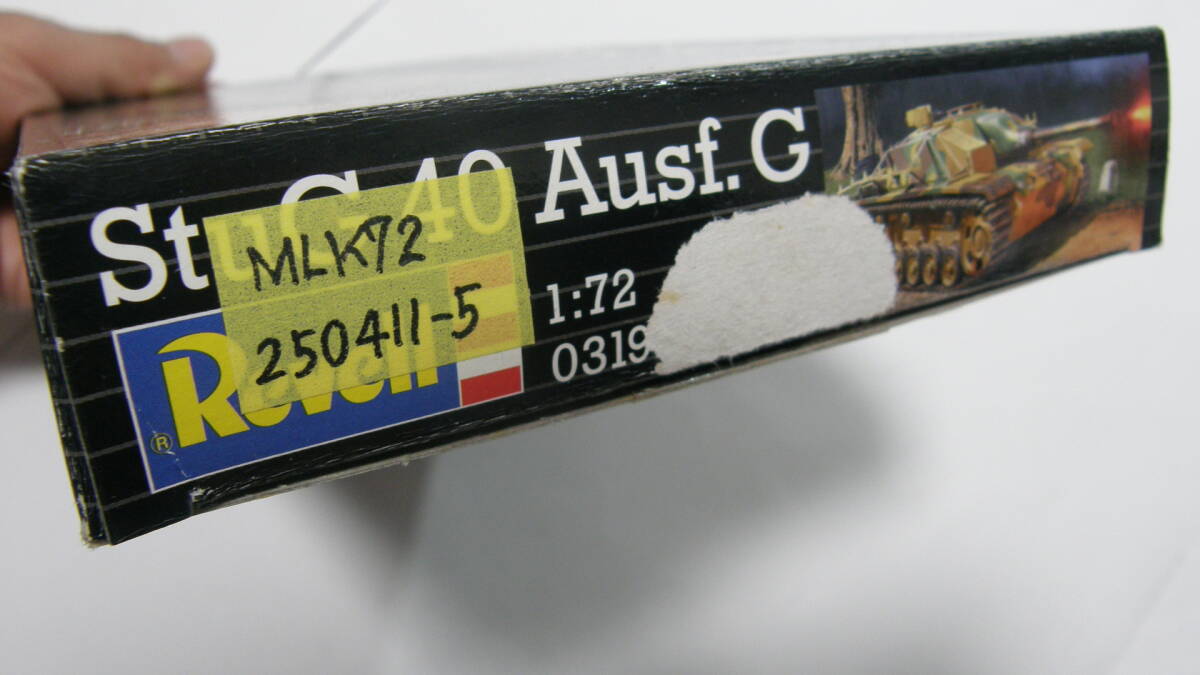 StuG 40 Ausf. G
MLK72
250411-5
Revell
®
1:72
0319